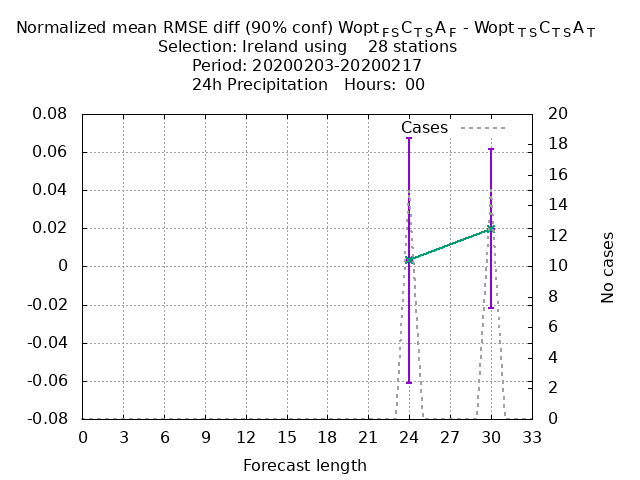 Normalized mean RMSE diff (90% conf) Wopt FS C TS A F - Wopt TS C TS A T
Selection: Ireland using 28 stations
Period: 20200203-20200217
24h Precipitation Hours: 00
Cases
0.08
0.06
0.04
0.02
0
-0.02
-0.04
-0.06
-0.08
20
18
16
14
12
10
8
6
4
2
0
No cases
0 3 6 9 12 15 18 21 24 27 30 33
Forecast length